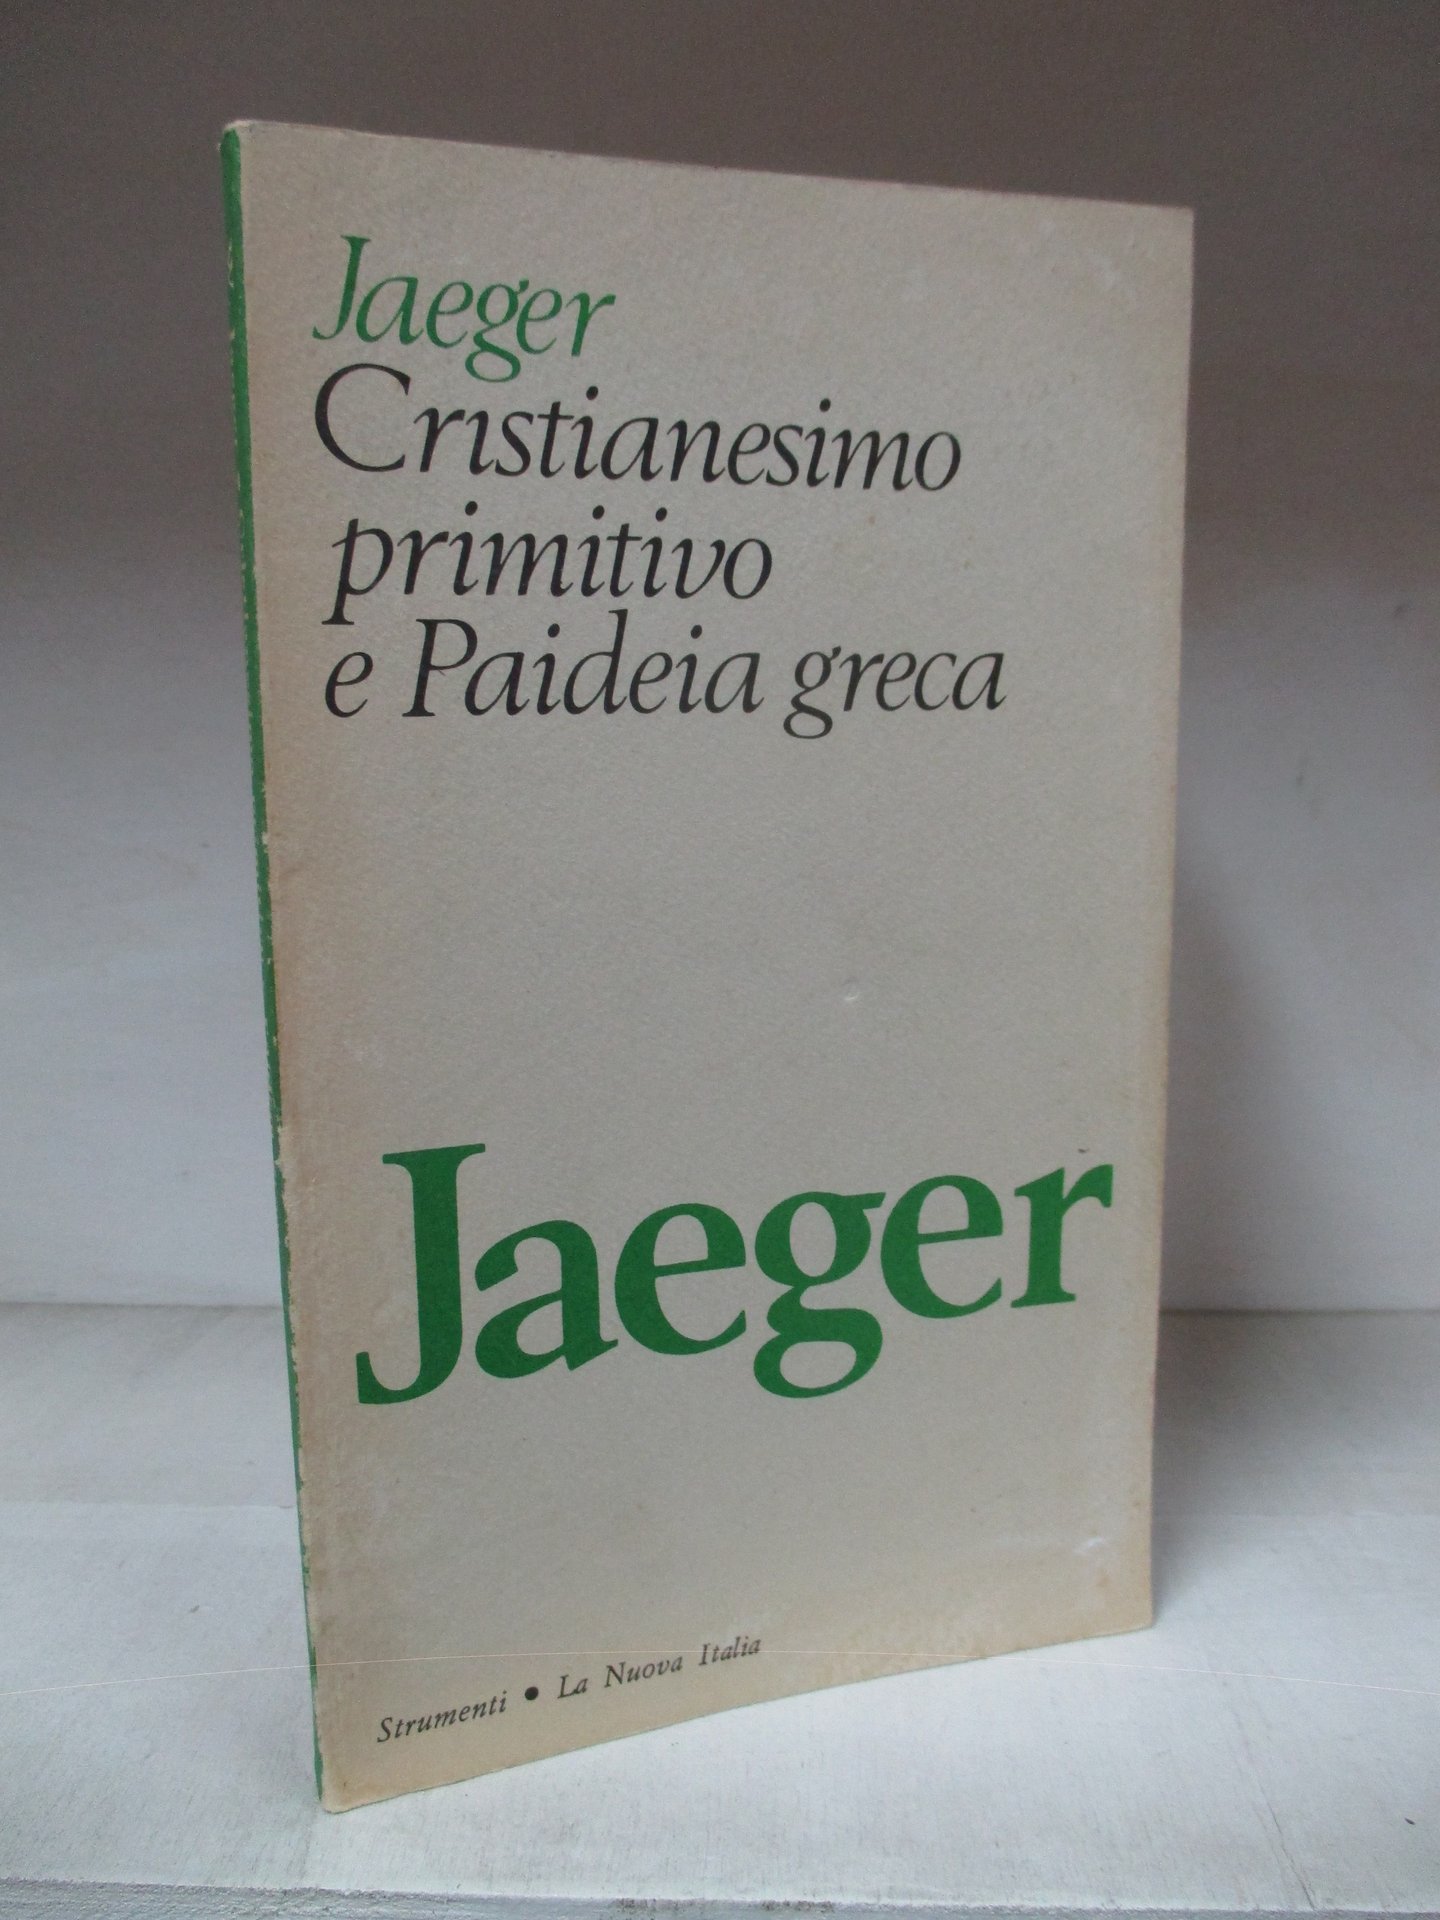 Jaeger
Cristianesimo
primitivo
e Paideia greca
Jaeger
Strumenti • La Nuova Italia